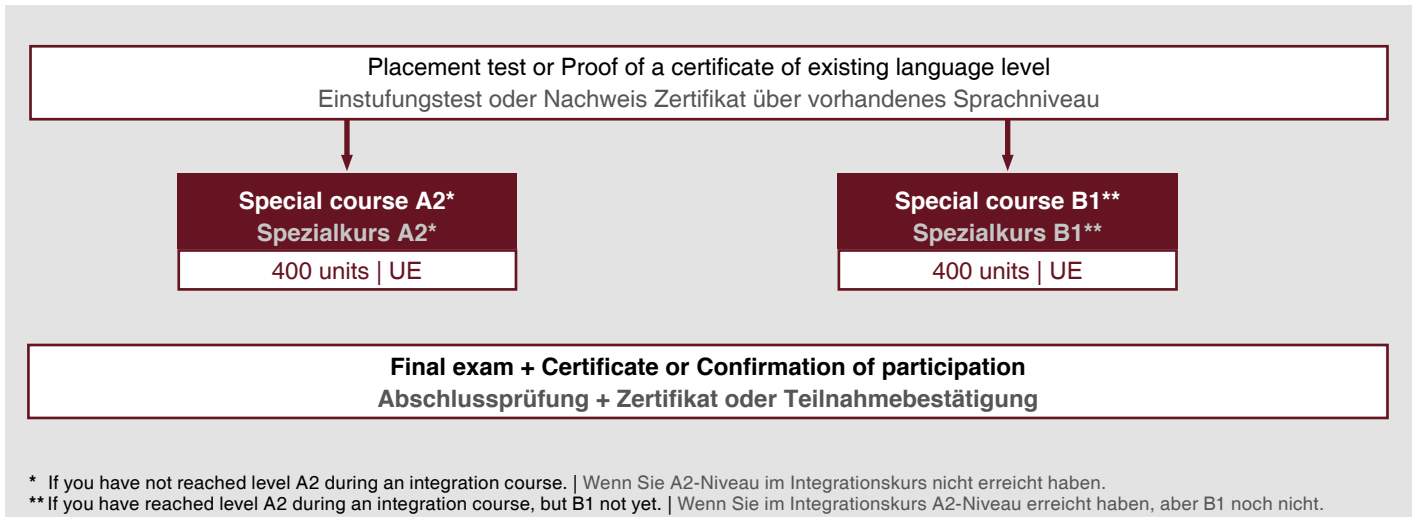 Placement test or Proof of a certificate of existing language level
Einstufungstest oder Nachweis Zertifikat über vorhandenes Sprachniveau
Special course A2*
Spezialkurs A2*
400 units | UE
Special course B1**
Spezialkurs B1**
400 units | UE
Final exam + Certificate or Confirmation of participation
Abschlussprüfung + Zertifikat oder Teilnahmebestätigung
* If you have not reached level A2 during an integration course. | Wenn Sie A2-Niveau im Integrationskurs nicht erreicht haben.
** If you have reached level A2 during an integration course, but B1 not yet. | Wenn Sie im Integrationskurs A2-Niveau erreicht haben, aber B1 noch nicht.